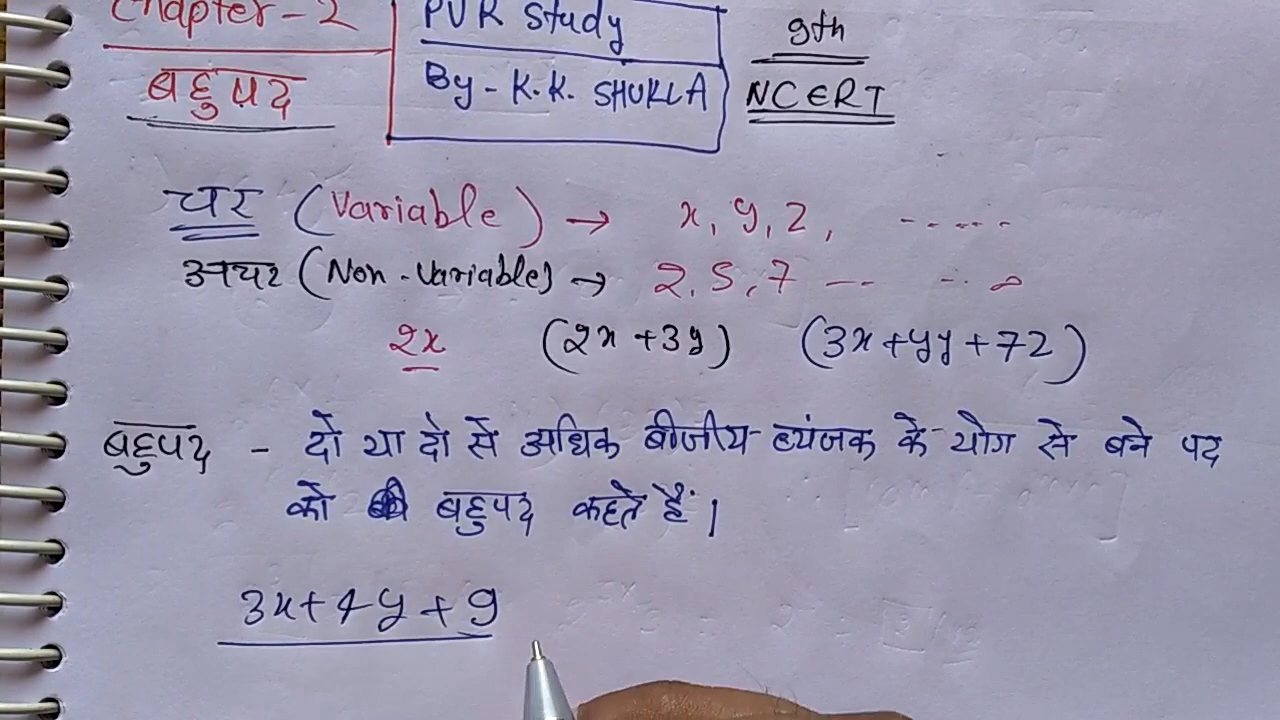 Chapter-2
बहुपद
PVR Study
By - K.K. SHUKLA
9th
NCERT
चर (Variable) → x, y, z, -----
अचर (Non-Variable) → 2, 5, 7 --- -- ∞
2x (2x+3y) (3x+4y+7z)
बहुपद - दो या दो से अधिक बीजीय व्यंजक के योग से बने पद
को बहुपद कहते हैं।
3x+4y+9